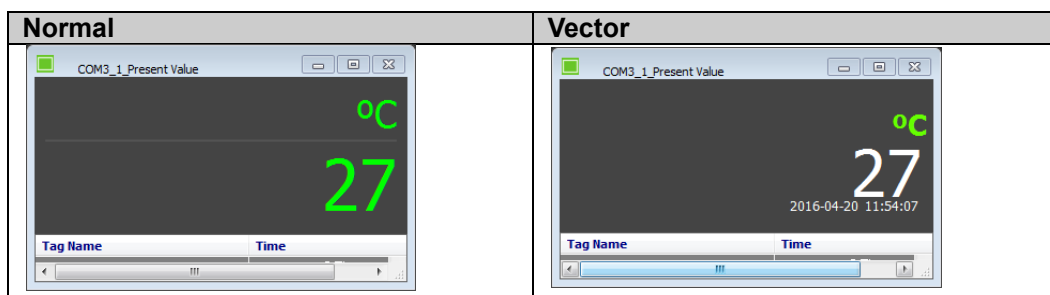 Normal
Vector
COM3_1_Present Value
ºC
27
Tag Name Time
COM3_1_Present Value
ºC
27
2016-04-20 11:54:07
Tag Name Time